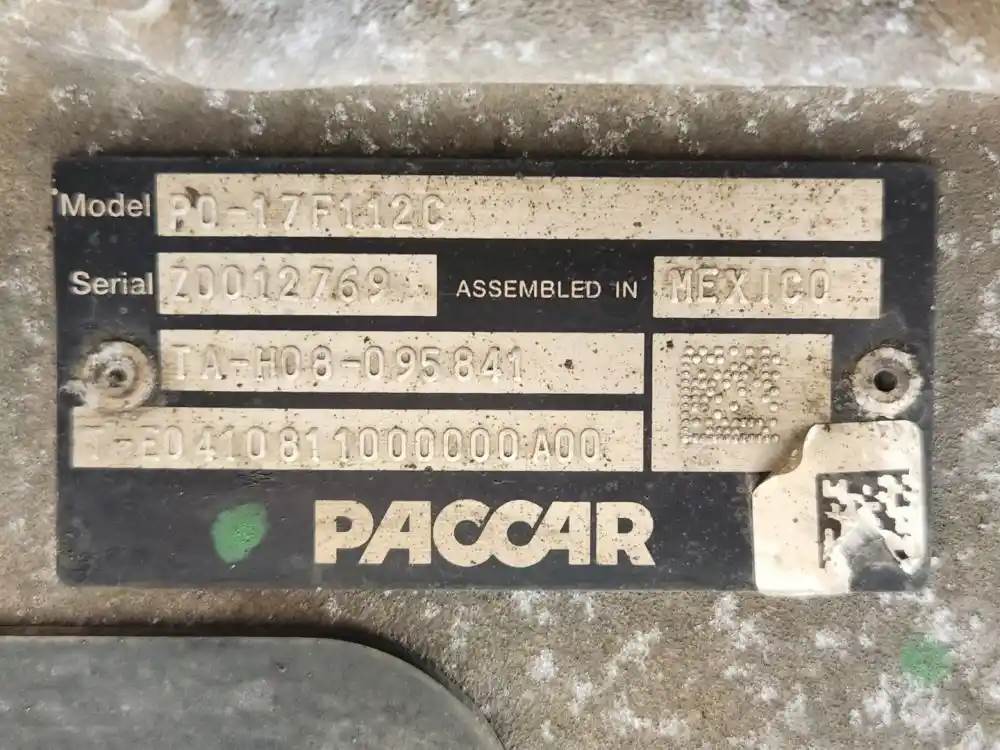 Model PO-17F112C
Serial Z0012769 ASSEMBLED IN MEXICO
TA-H08-095841
T-E0410811000000A00
PACCAR